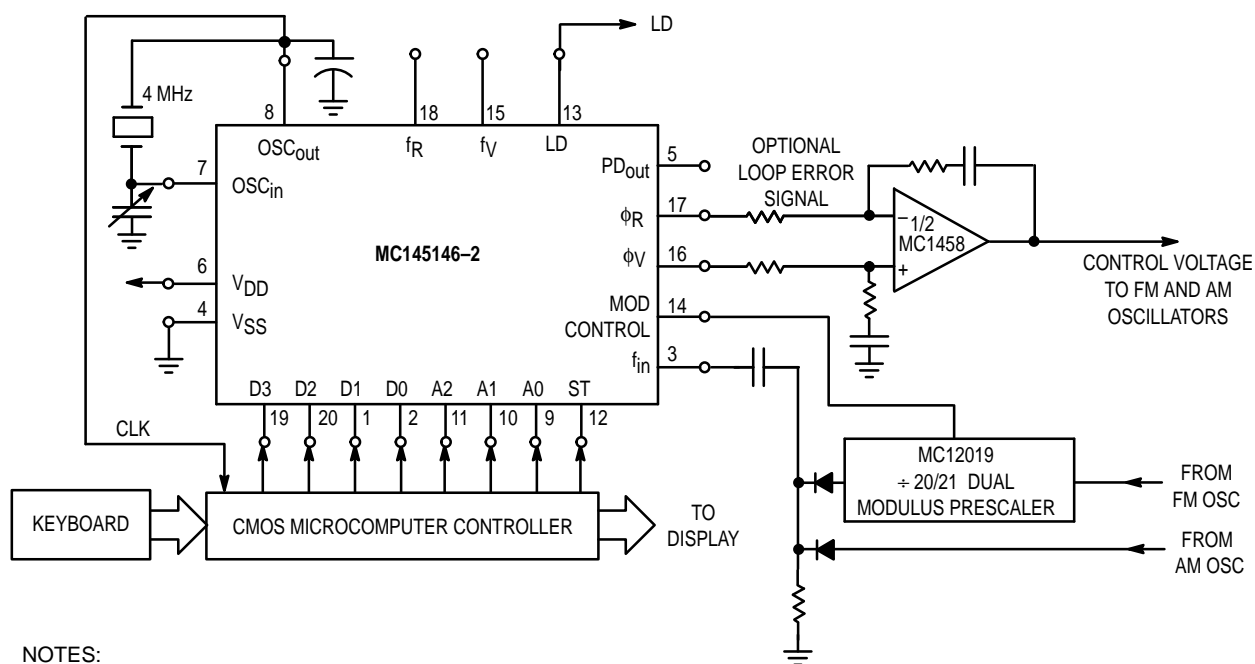 LD
4 MHz
8
18
15
13
OSCout
fR
fV
LD
7
OSCin
PDout
5
OPTIONAL
LOOP ERROR
SIGNAL
ϕR
17
– 1/2
MC1458
+
MC145146–2
ϕV
16
6
VDD
CONTROL VOLTAGE
TO FM AND AM
OSCILLATORS
4
VSS
MOD
CONTROL
14
fin
3
D3
D2
D1
D0
A2
A1
A0
ST
19
20
1
2
11
10
9
12
CLK
MC12019
÷ 20/21 DUAL
MODULUS PRESCALER
FROM
FM OSC
KEYBOARD
CMOS MICROCOMPUTER CONTROLLER
TO
DISPLAY
FROM
AM OSC
NOTES: